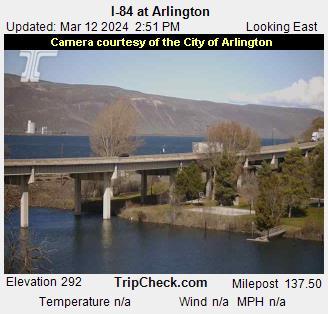 I-84 at Arlington
Updated: Mar 12 2024 2:51 PM Looking East
Camera courtesy of the City of Arlington
Elevation 292 TripCheck.com Milepost 137.50
Temperature n/a Wind n/a MPH n/a